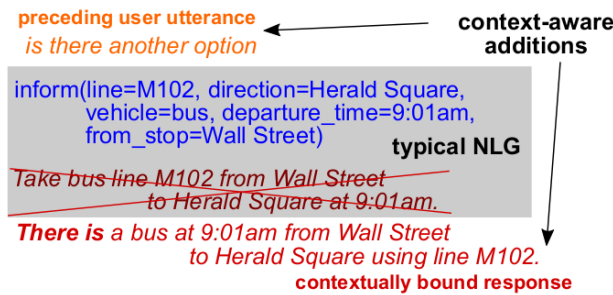 preceding user utterance
is there another option
context-aware
additions
inform(line=M102, direction=Herald Square,
vehicle=bus, departure_time=9:01am,
from_stop=Wall Street)
typical NLG
Take bus line M102 from Wall Street
to Herald Square at 9:01am.
There is a bus at 9:01am from Wall Street
to Herald Square using line M102.
contextually bound response